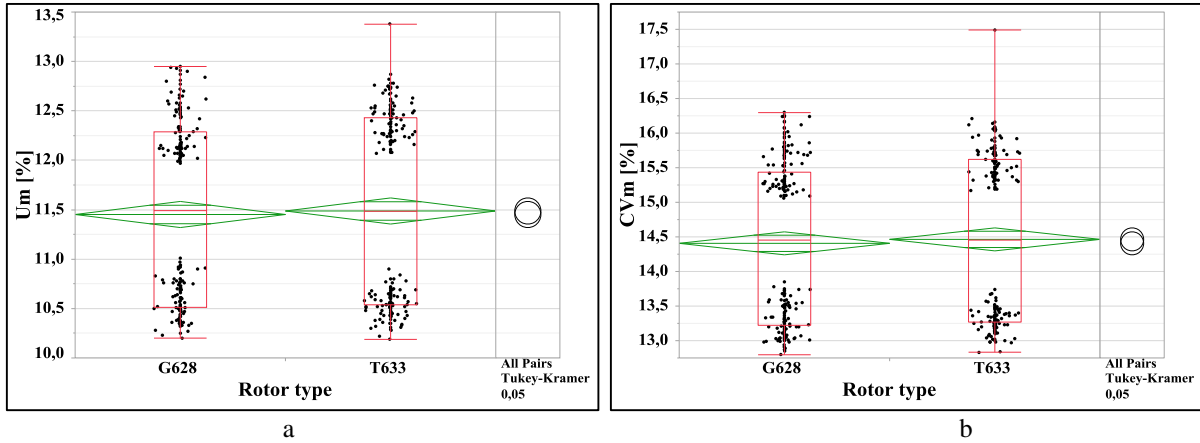 13,5
13,0
12,5
12,0
11,5
11,0
10,5
10,0
Um [%]
G628
T633
Rotor type
All Pairs
Tukey-Kramer
0,05
a
17,5
17,0
16,5
16,0
15,5
15,0
14,5
14,0
13,5
13,0
CVm [%]
G628
T633
Rotor type
All Pairs
Tukey-Kramer
0,05
b